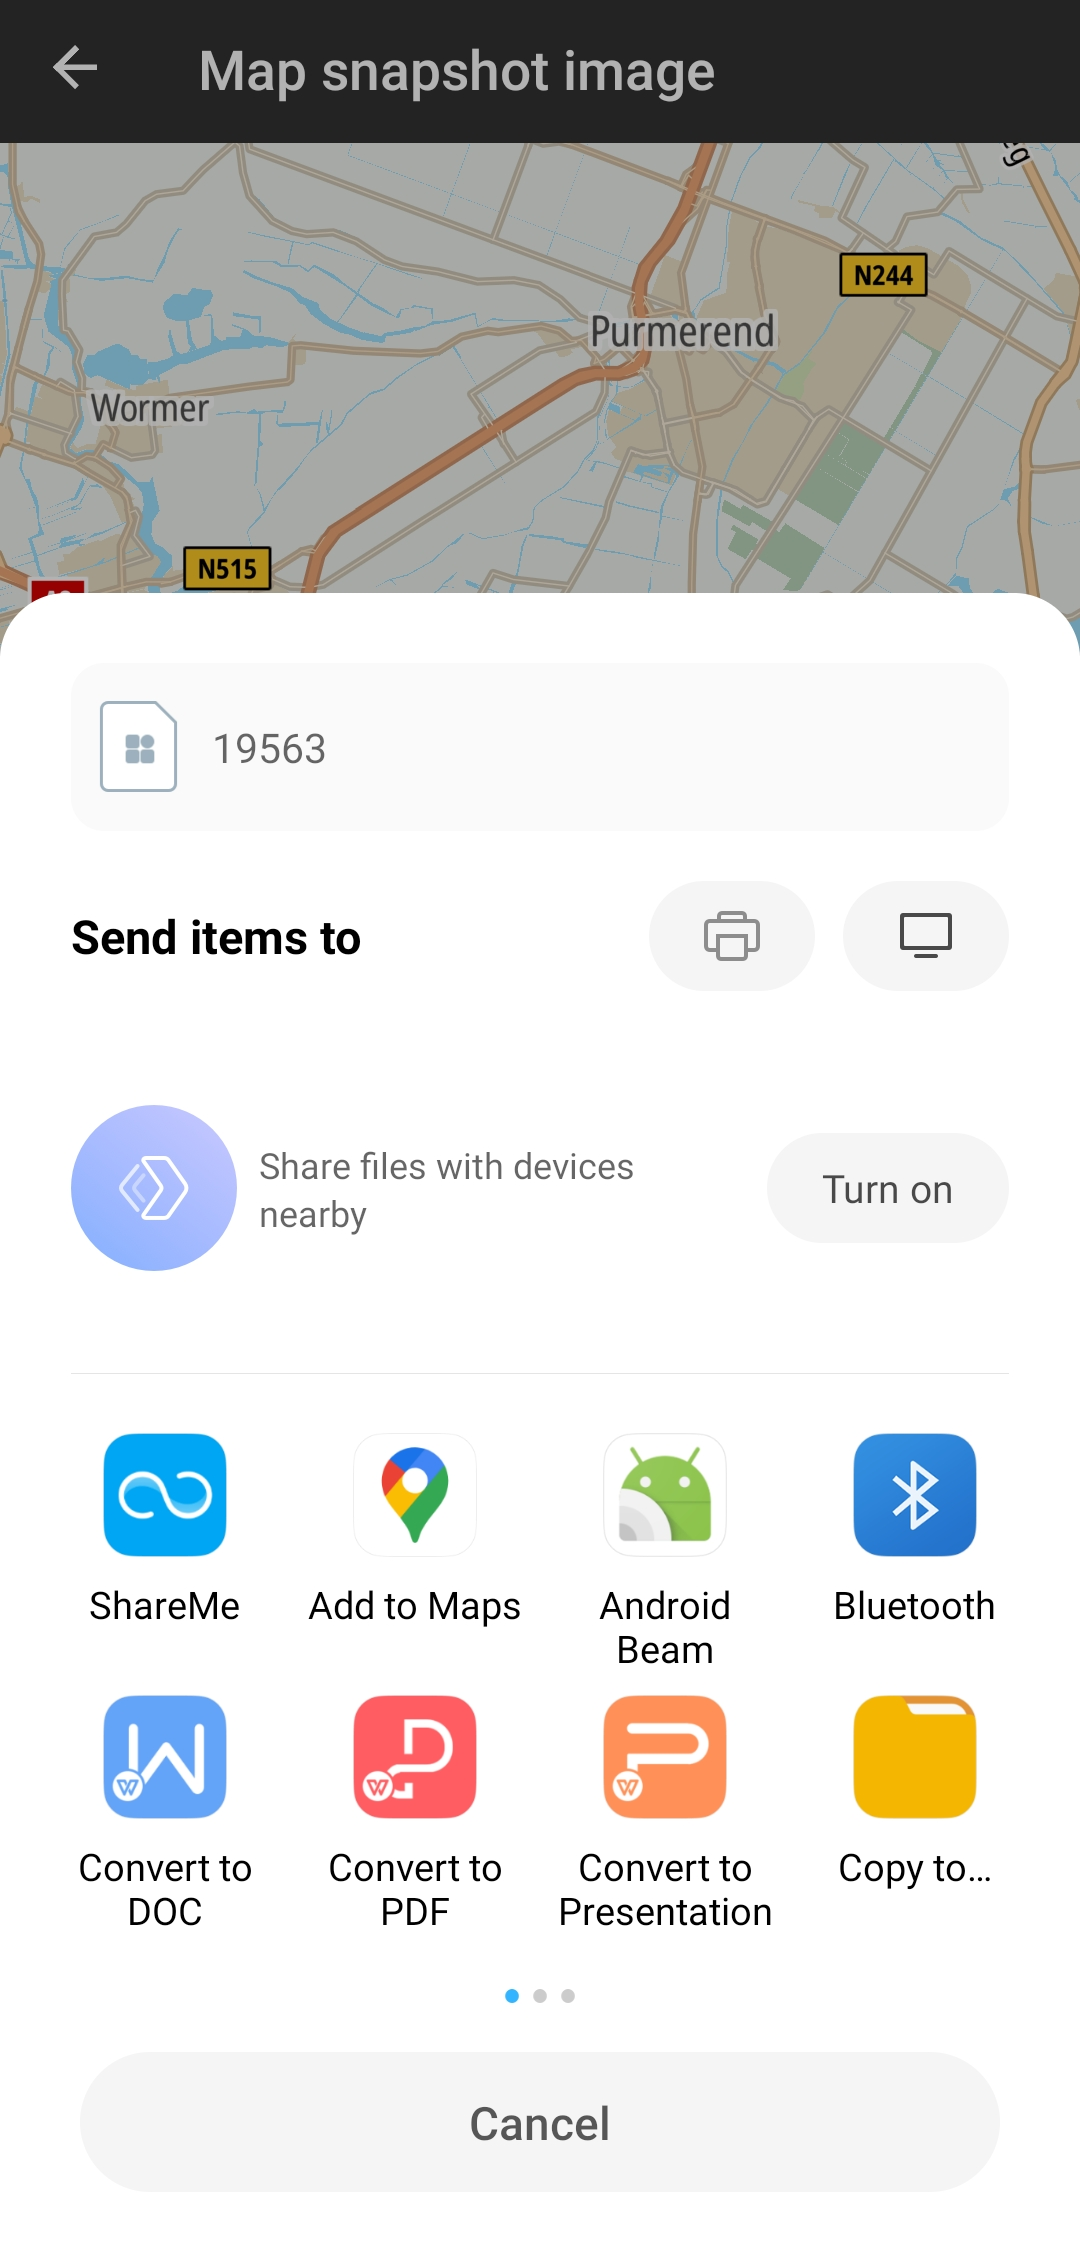 Map snapshot image
N244
Purmerend
Wormer
N515
19563
Send items to
Share files with devices
nearby
Turn on
ShareMe
Add to Maps
Android
Beam
Bluetooth
Convert to
DOC
Convert to
PDF
Convert to
Presentation
Copy to...
Cancel